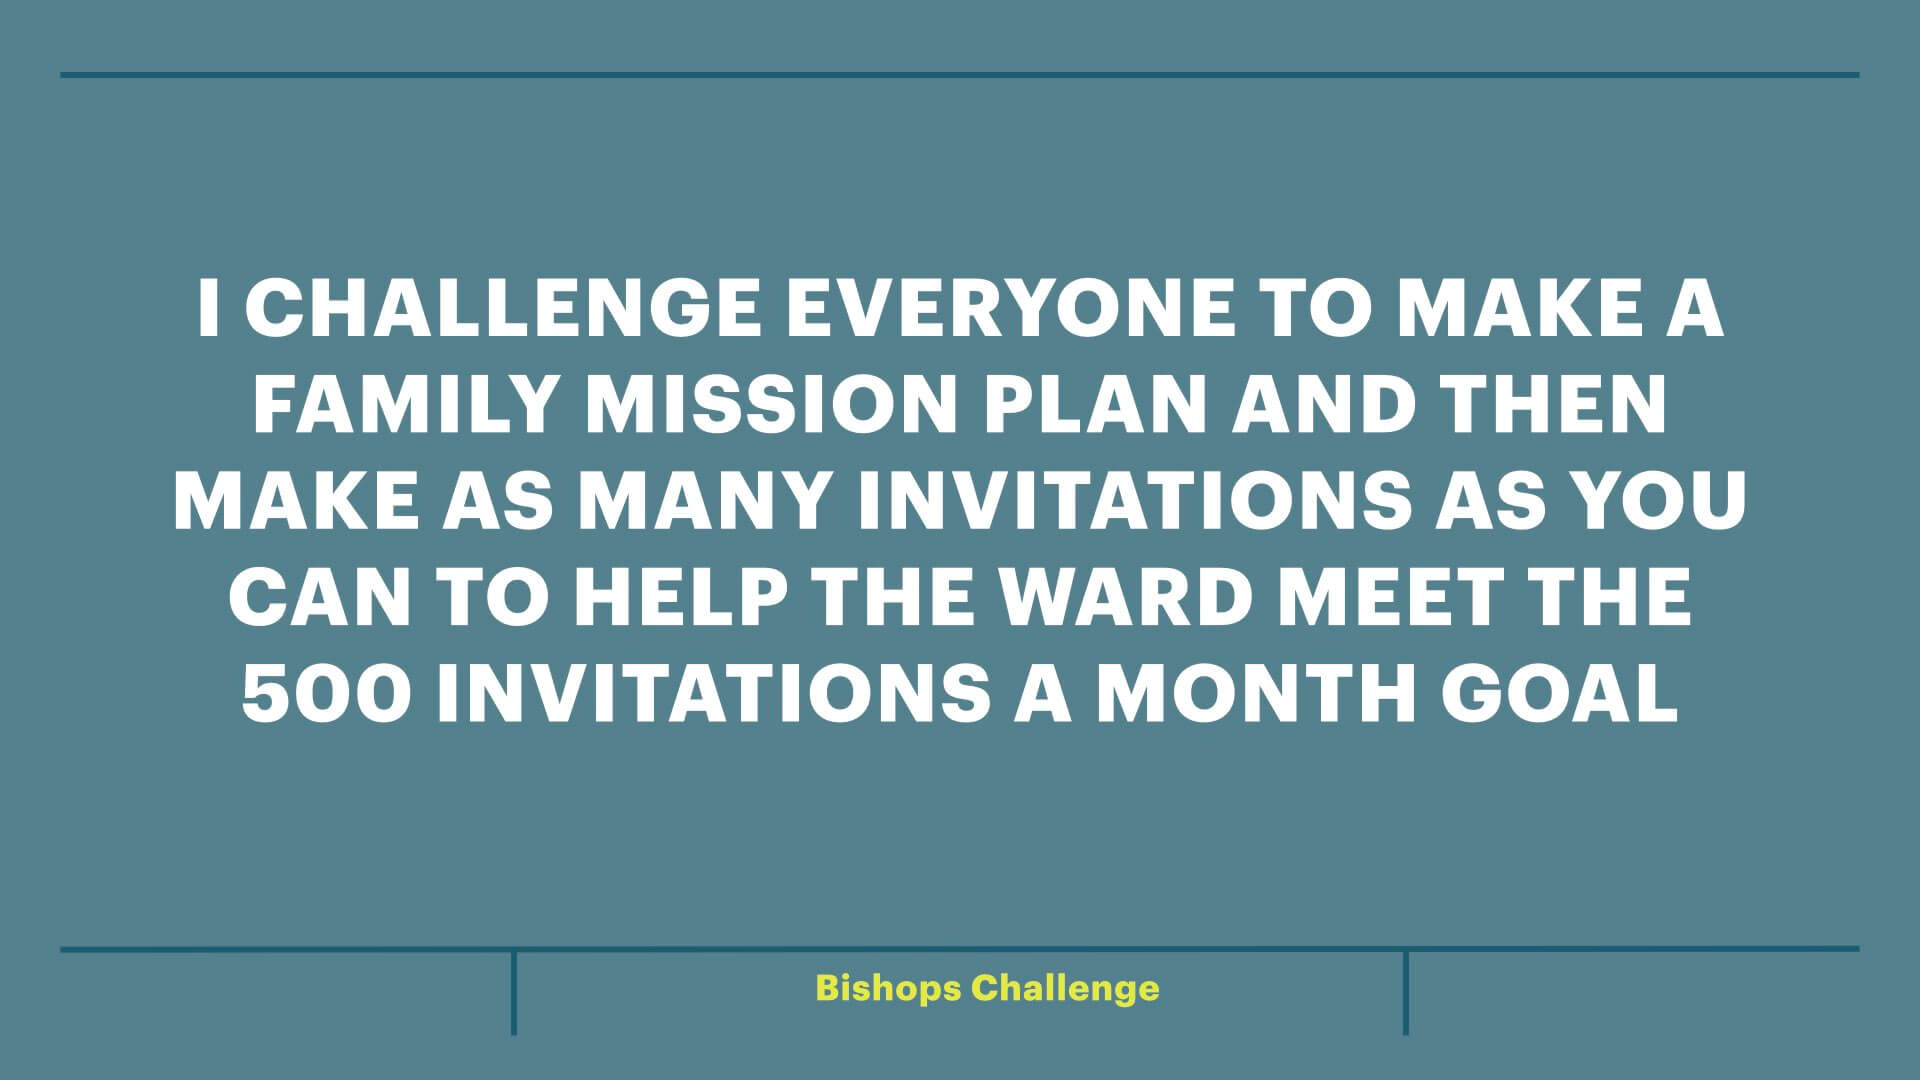 I CHALLENGE EVERYONE TO MAKE A
FAMILY MISSION PLAN AND THEN
MAKE AS MANY INVITATIONS AS YOU
CAN TO HELP THE WARD MEET THE
500 INVITATIONS A MONTH GOAL
Bishops Challenge